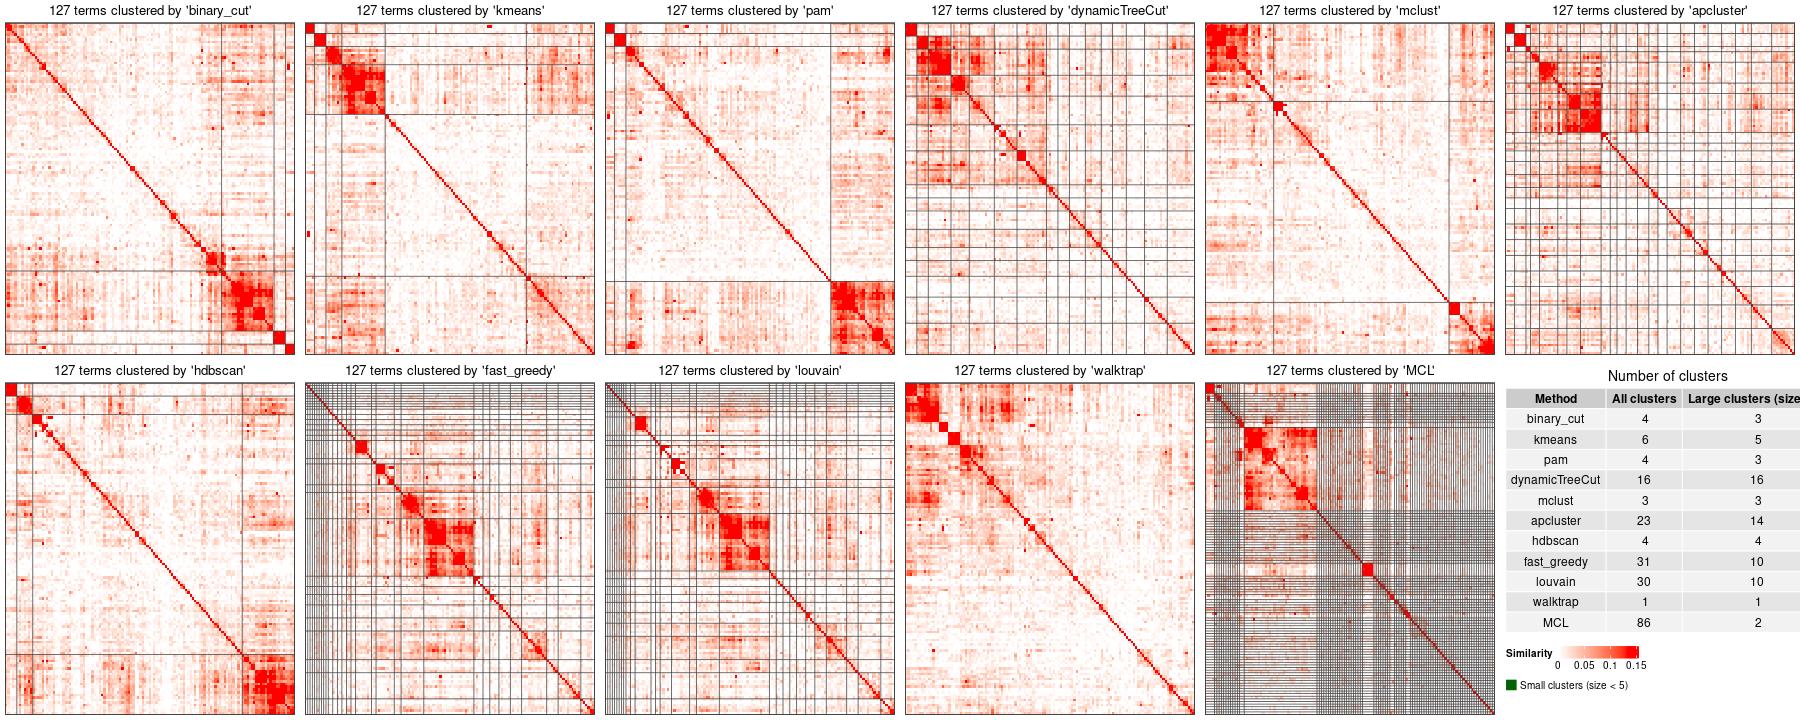 127 terms clustered by 'binary_cut'
127 terms clustered by 'kmeans'
127 terms clustered by 'pam'
127 terms clustered by 'dynamicTreeCut'
127 terms clustered by 'mclust'
127 terms clustered by 'apcluster'
127 terms clustered by 'hdbscan'
127 terms clustered by 'fast_greedy'
127 terms clustered by 'louvain'
127 terms clustered by 'walktrap'
127 terms clustered by 'MCL'
Number of clusters
Method All clusters Large clusters (size
binary_cut 4 3
kmeans 6 5
pam 4 3
dynamicTreeCut 16 16
mclust 3 3
apcluster 23 14
hdbscan 4 4
fast_greedy 31 10
louvain 30 10
walktrap 1 1
MCL 86 2
Similarity
0 0.05 0.1 0.15
Small clusters (size < 5)